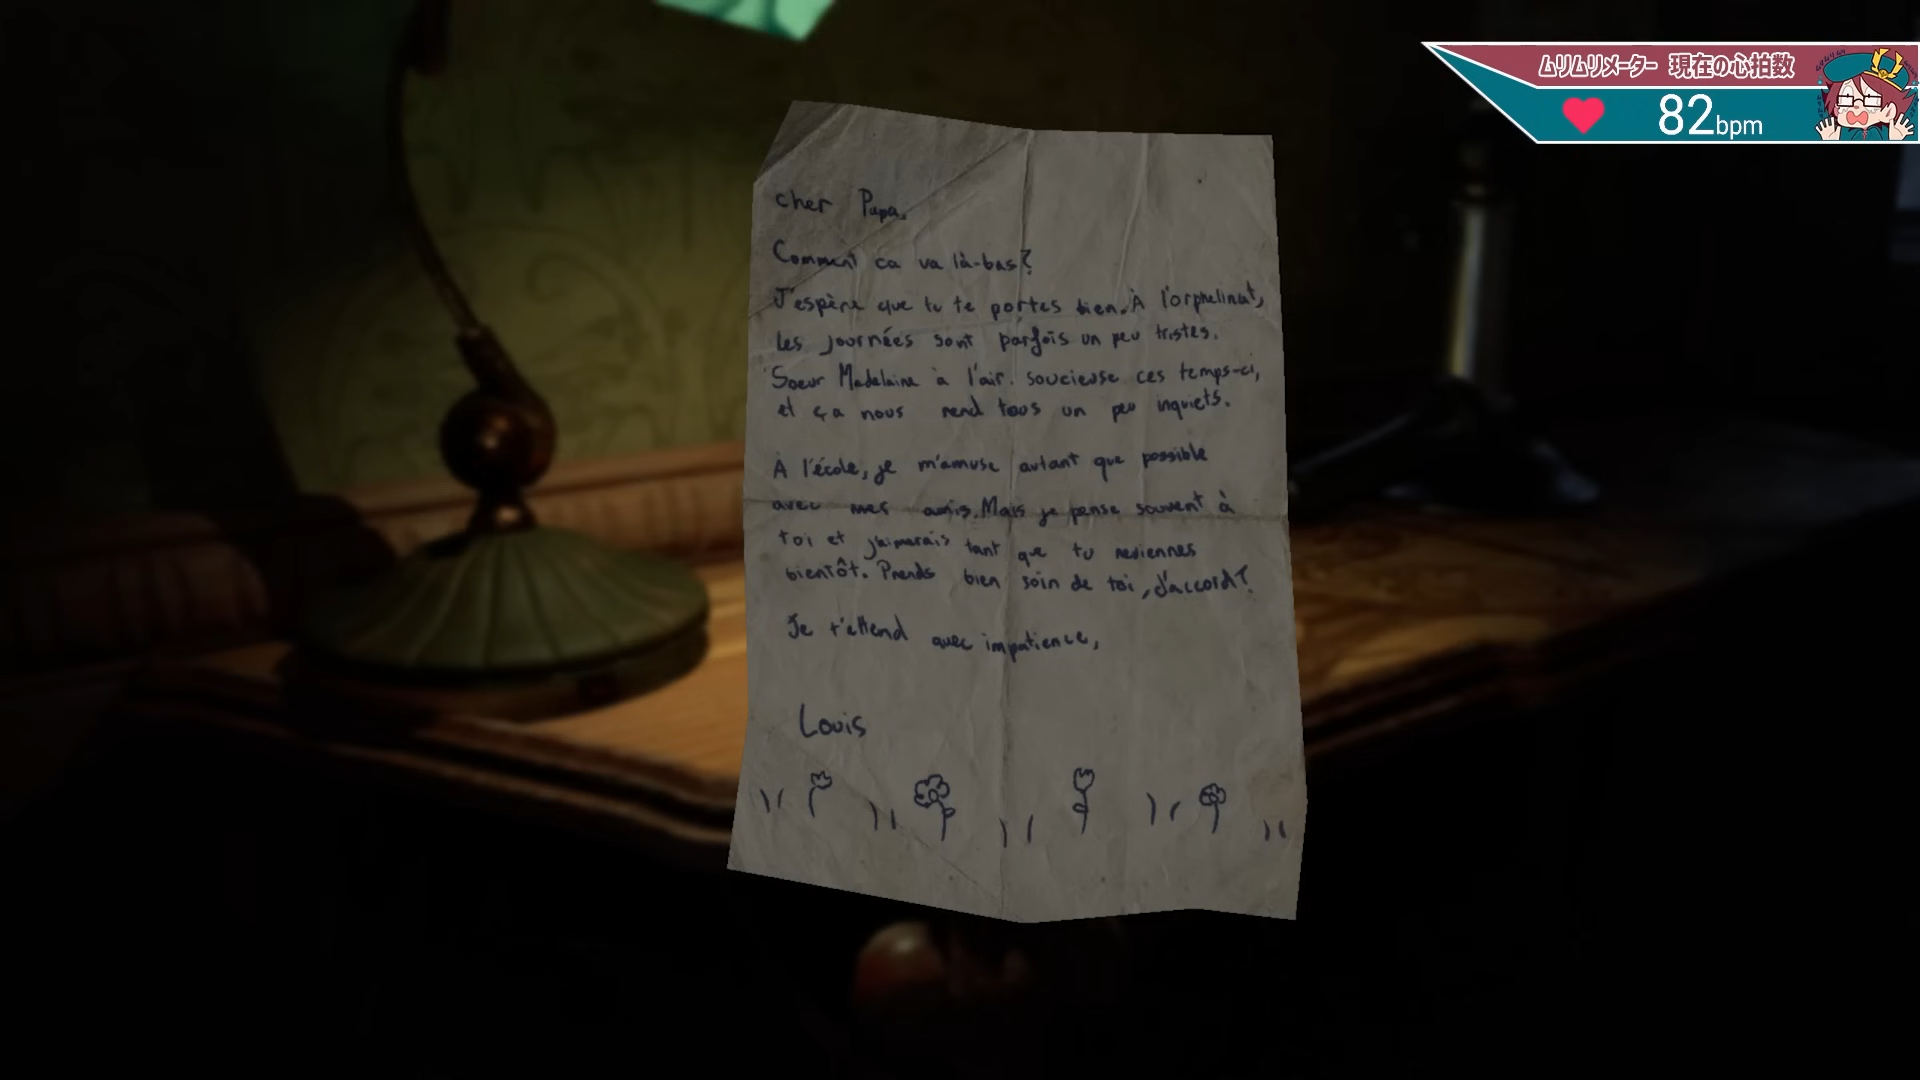 ムリムリメーター 現在の心拍数
82bpm
cher Papa,
Comment ca va là-bas?
J'espère que tu te portes bien. À l'orphelinat,
les journées sont parfois un peu tristes.
Soeur Madelaine à l'air. soucieuse ces temps-ci,
et ça nous rend tous un peu inquiets.
À l'école, je m'amuse autant que possible
avec mes amis. Mais je pense souvent à
toi et j'aimerais tant que tu reviennes
bientôt. Prends bien soin de toi, d'accord?
Je t'attend avec impatience,
Louis